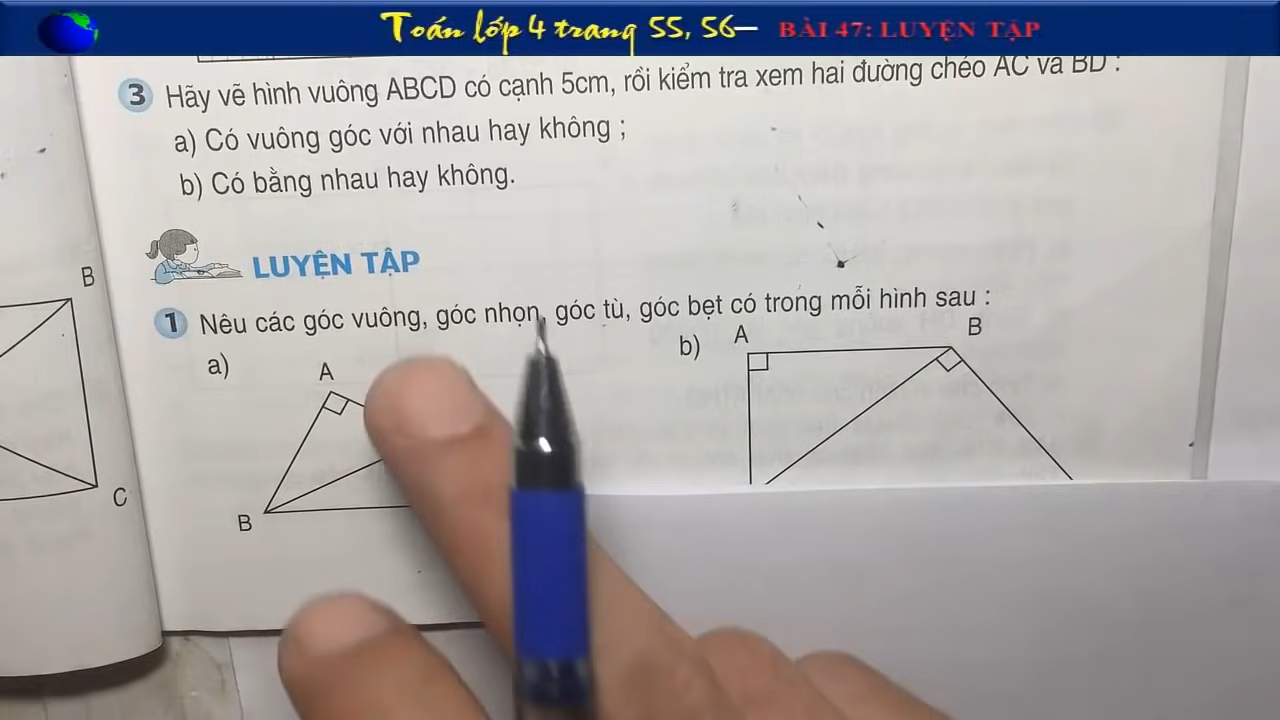 Toán lớp 4 trang 55, 56— BÀI 47: LUYỆN TẬP
3 Hãy vẽ hình vuông ABCD có cạnh 5cm, rồi kiểm tra xem hai đường chéo AC và BD :
a) Có vuông góc với nhau hay không ;
b) Có bằng nhau hay không.
LUYỆN TẬP
1 Nêu các góc vuông, góc nhọn, góc tù, góc bẹt có trong mỗi hình sau :
a)
b)
A
B
A
B
B
C